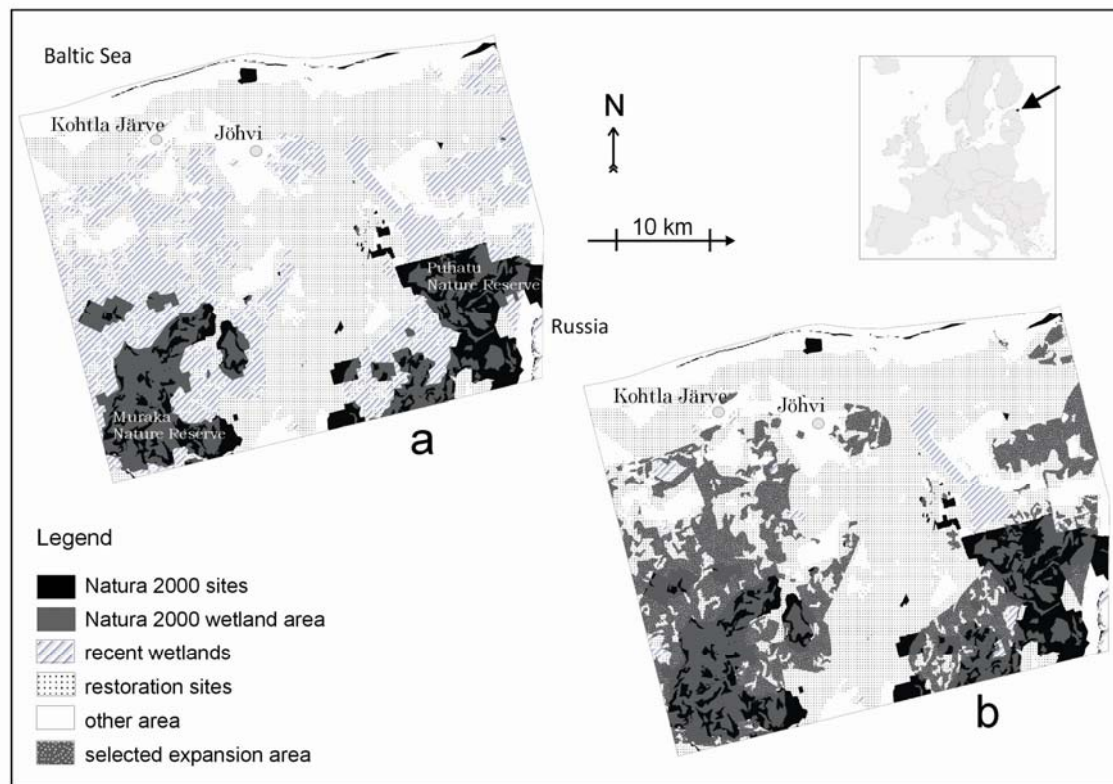 Baltic Sea
Kohtla Järve
Jõhvi
N
10 km
Puhatu
Nature Reserve
Muraka
Nature Reserve
a
Russia
Kohtla Järve
Jõhvi
b
Legend
Natura 2000 sites
Natura 2000 wetland area
recent wetlands
restoration sites
other area
selected expansion area